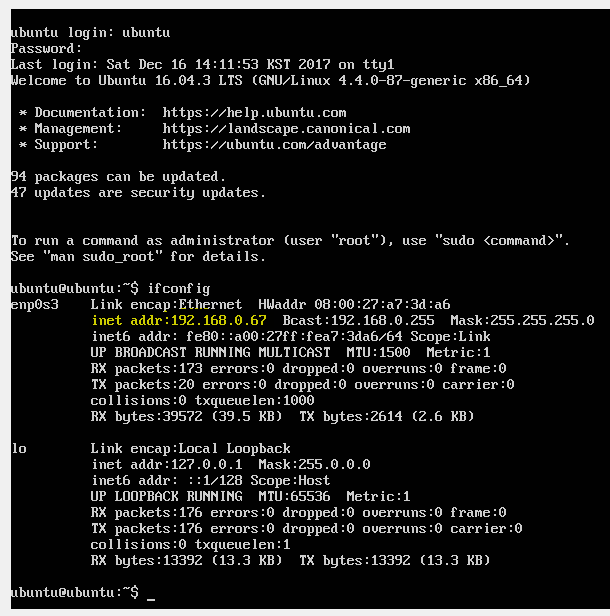 ubuntu login: ubuntu
Password:
Last login: Sat Dec 16 14:11:53 KST 2017 on tty1
Welcome to Ubuntu 16.04.3 LTS (GNU/Linux 4.4.0-87-generic x86_64)
* Documentation:  https://help.ubuntu.com
* Management:     https://landscape.canonical.com
* Support:        https://ubuntu.com/advantage
94 packages can be updated.
47 updates are security updates.
To run a command as administrator (user "root"), use "sudo <command>".
See "man sudo_root" for details.
ubuntu@ubuntu:~$ ifconfig
enp0s3    Link encap:Ethernet  HWaddr 08:00:27:a7:3d:a6
inet addr:192.168.0.67  Bcast:192.168.0.255  Mask:255.255.255.0
inet6 addr: fe80::a00:27ff:fea7:3da6/64 Scope:Link
UP BROADCAST RUNNING MULTICAST  MTU:1500  Metric:1
RX packets:173 errors:0 dropped:0 overruns:0 frame:0
TX packets:20 errors:0 dropped:0 overruns:0 carrier:0
collisions:0 txqueuelen:1000
RX bytes:39572 (39.5 KB)  TX bytes:2614 (2.6 KB)
lo        Link encap:Local Loopback
inet addr:127.0.0.1  Mask:255.0.0.0
inet6 addr: ::1/128 Scope:Host
UP LOOPBACK RUNNING  MTU:65536  Metric:1
RX packets:176 errors:0 dropped:0 overruns:0 frame:0
TX packets:176 errors:0 dropped:0 overruns:0 carrier:0
collisions:0 txqueuelen:1
RX bytes:13392 (13.3 KB)  TX bytes:13392 (13.3 KB)
ubuntu@ubuntu:~$ _